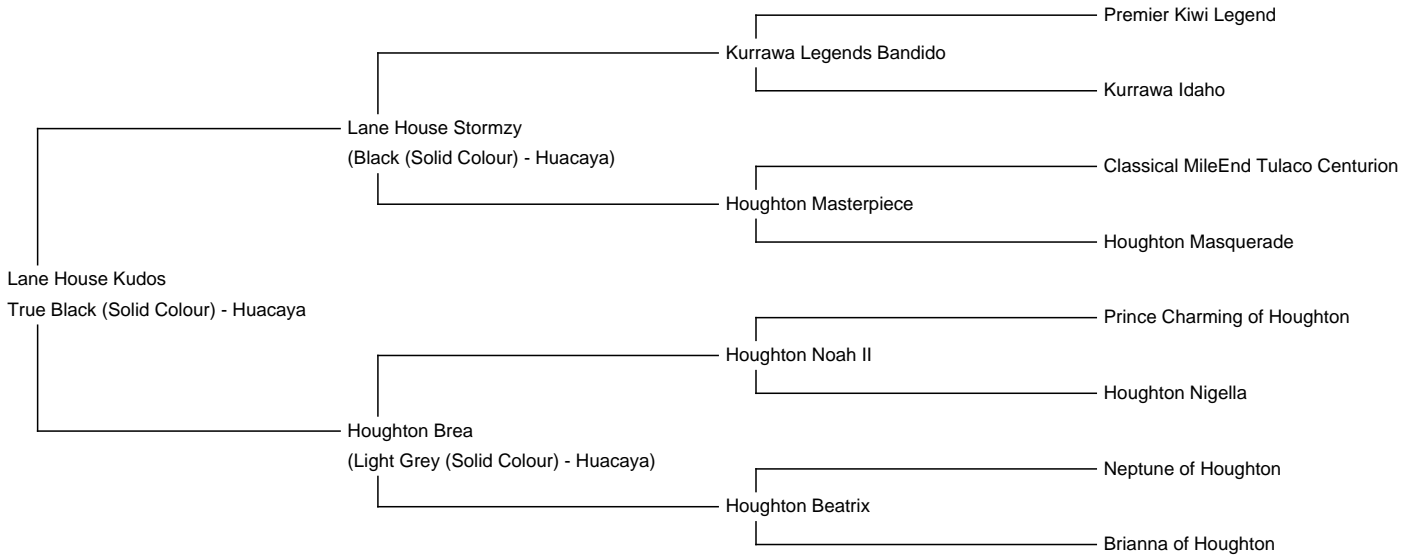 Premier Kiwi Legend
Kurrawa Legends Bandido
Kurrawa Idaho
Lane House Stormzy
(Black (Solid Colour) - Huacaya)
Classical MileEnd Tulaco Centurion
Houghton Masterpiece
Houghton Masquerade
Lane House Kudos
True Black (Solid Colour) - Huacaya
Prince Charming of Houghton
Houghton Noah II
Houghton Nigella
Houghton Brea
(Light Grey (Solid Colour) - Huacaya)
Neptune of Houghton
Houghton Beatrix
Brianna of Houghton